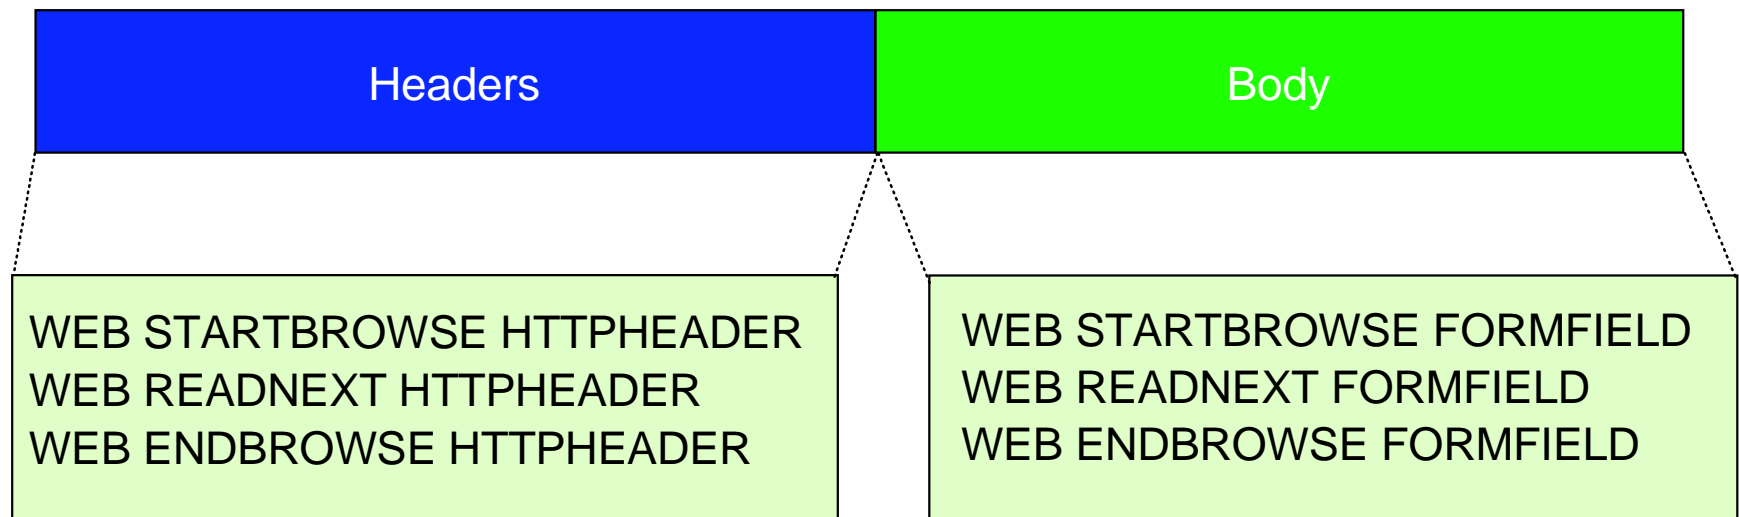 Headers
Body
WEB STARTBROWSE HTTPHEADER
WEB READNEXT HTTPHEADER
WEB ENDBROWSE HTTPHEADER
WEB STARTBROWSE FORMFIELD
WEB READNEXT FORMFIELD
WEB ENDBROWSE FORMFIELD